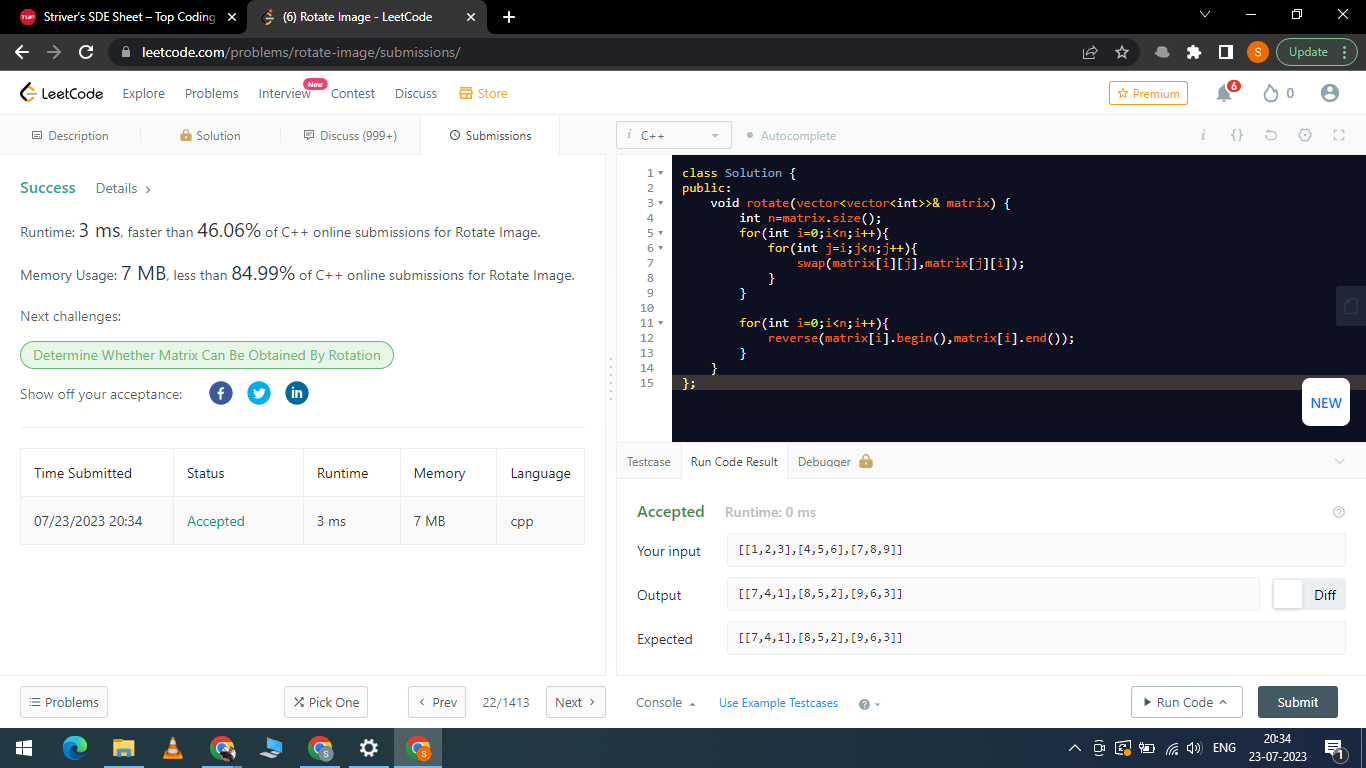 TUF Striver's SDE Sheet – Top Coding
(6) Rotate Image - LeetCode
leetcode.com/problems/rotate-image/submissions/
S
Update
LeetCode Explore Problems Interview New Contest Discuss Store
Premium 6 0
Description Solution Discuss (999+) Submissions
Success Details >
Runtime: 3 ms, faster than 46.06% of C++ online submissions for Rotate Image.
Memory Usage: 7 MB, less than 84.99% of C++ online submissions for Rotate Image.
Next challenges:
Determine Whether Matrix Can Be Obtained By Rotation
Show off your acceptance:
Time Submitted Status Runtime Memory Language
07/23/2023 20:34 Accepted 3 ms 7 MB cpp
Problems Pick One Prev 22/1413 Next
i C++ Autocomplete
i {}
1 class Solution {
2 public:
3     void rotate(vector<vector<int>>& matrix) {
4         int n=matrix.size();
5         for(int i=0;i<n;i++){
6             for(int j=i;j<n;j++){
7                 swap(matrix[i][j],matrix[j][i]);
8             }
9         }
10
11         for(int i=0;i<n;i++){
12             reverse(matrix[i].begin(),matrix[i].end());
13         }
14     }
15 };
NEW
Testcase Run Code Result Debugger
Accepted Runtime: 0 ms
Your input [[1,2,3],[4,5,6],[7,8,9]]
Output [[7,4,1],[8,5,2],[9,6,3]] Diff
Expected [[7,4,1],[8,5,2],[9,6,3]]
Console Use Example Testcases ? Run Code Submit
ENG 20:34
23-07-2023
1